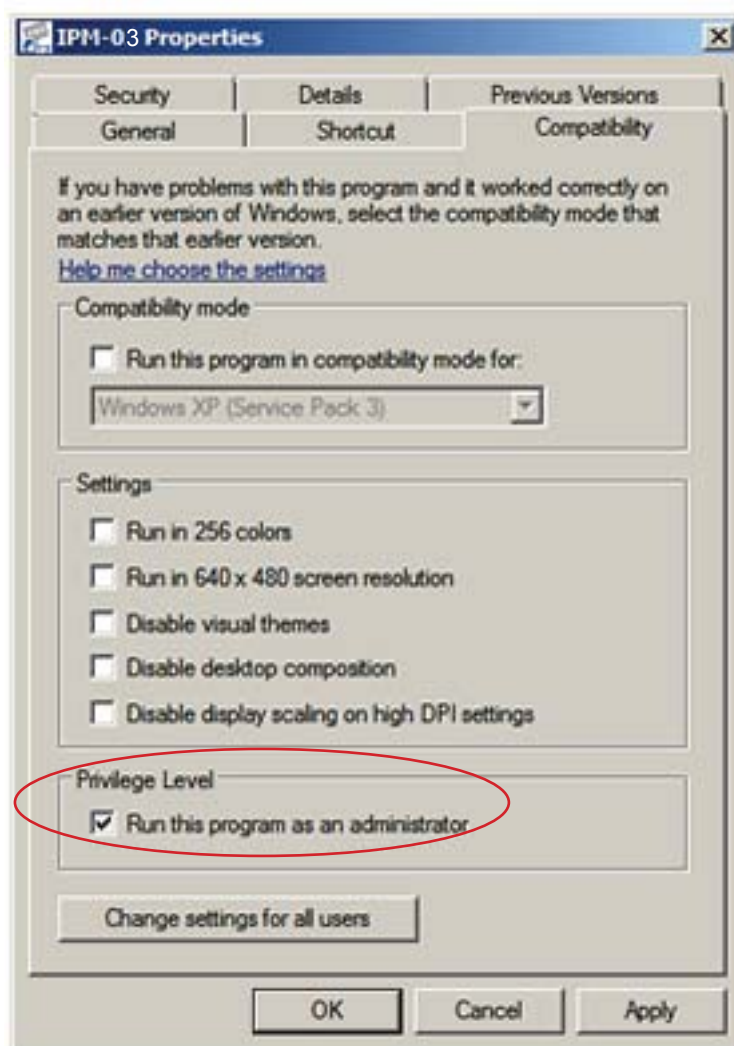 IPM-03 Properties
Security Details Previous Versions
General Shortcut Compatibility
If you have problems with this program and it worked correctly on
an earlier version of Windows, select the compatibility mode that
matches that earlier version.
Help me choose the settings
Compatibility mode
Run this program in compatibility mode for:
Windows XP (Service Pack 3)
Settings
Run in 256 colors
Run in 640 x 480 screen resolution
Disable visual themes
Disable desktop composition
Disable display scaling on high DPI settings
Privilege Level
Run this program as an administrator
Change settings for all users
OK Cancel Apply